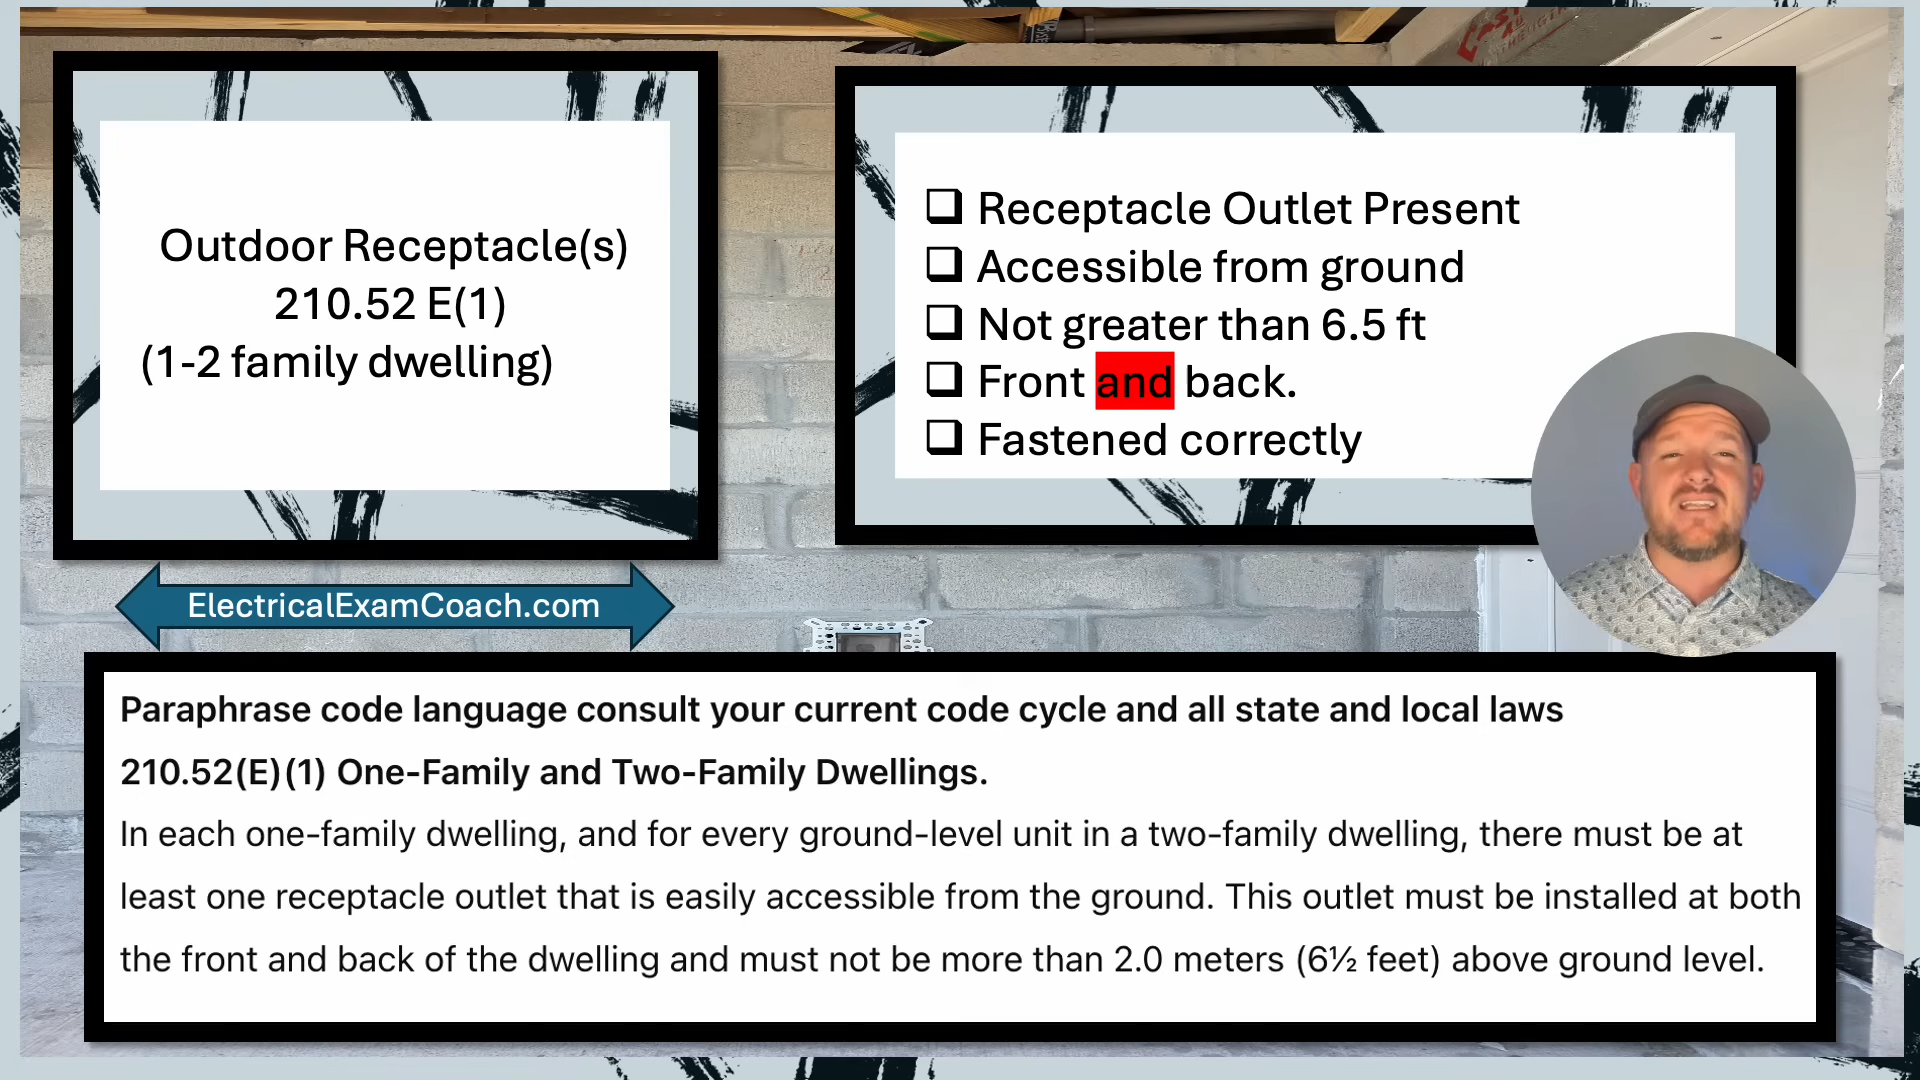 Outdoor Receptacle(s)
210.52 E(1)
(1-2 family dwelling)
Receptacle Outlet Present
Accessible from ground
Not greater than 6.5 ft
Front and back.
Fastened correctly
ElectricalExamCoach.com
Paraphrase code language consult your current code cycle and all state and local laws
210.52(E)(1) One-Family and Two-Family Dwellings.
In each one-family dwelling, and for every ground-level unit in a two-family dwelling, there must be at
least one receptacle outlet that is easily accessible from the ground. This outlet must be installed at both
the front and back of the dwelling and must not be more than 2.0 meters (6½ feet) above ground level.